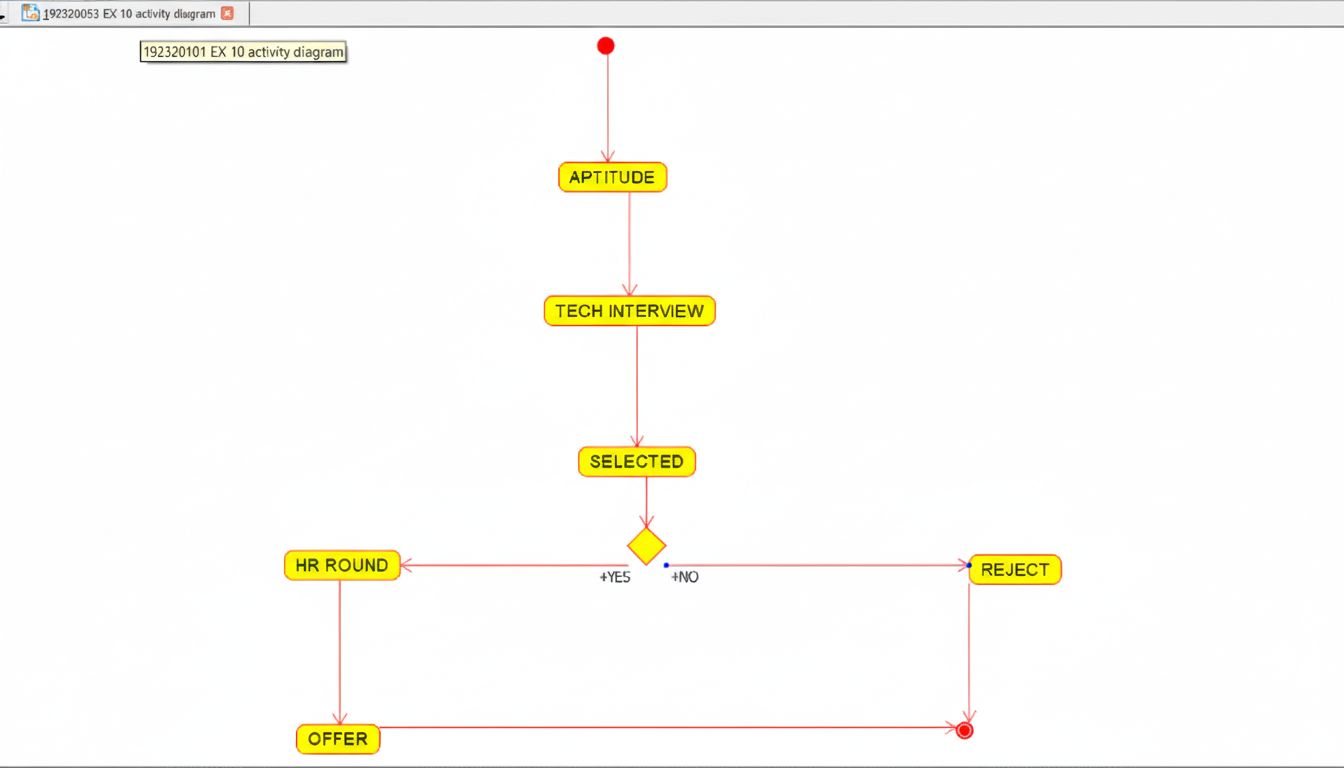 192320053 EX 10 activity diagram
192320101 EX 10 activity diagram
APTITUDE
TECH INTERVIEW
SELECTED
HR ROUND
+YES
+NO
REJECT
OFFER